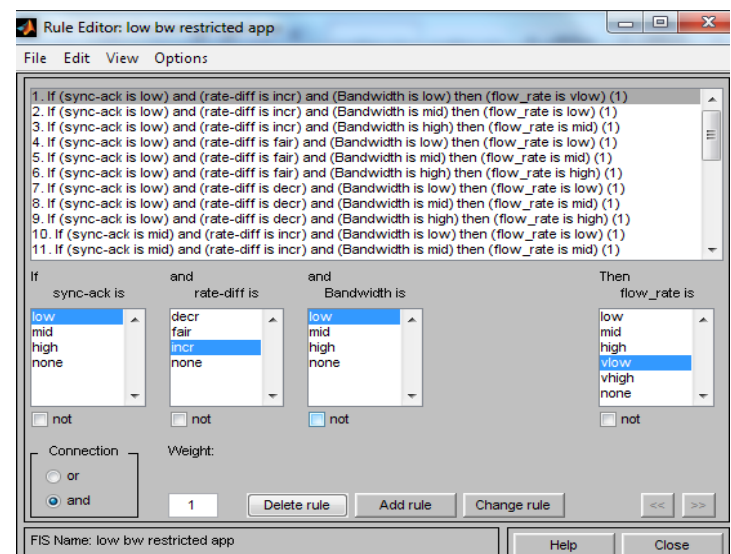 Rule Editor: low bw restricted app
File Edit View Options
1. If (sync-ack is low) and (rate-diff is incr) and (Bandwidth is low) then (flow_rate is vlow) (1)
2. If (sync-ack is low) and (rate-diff is incr) and (Bandwidth is mid) then (flow_rate is low) (1)
3. If (sync-ack is low) and (rate-diff is incr) and (Bandwidth is high) then (flow_rate is mid) (1)
4. If (sync-ack is low) and (rate-diff is fair) and (Bandwidth is low) then (flow_rate is low) (1)
5. If (sync-ack is low) and (rate-diff is fair) and (Bandwidth is mid) then (flow_rate is mid) (1)
6. If (sync-ack is low) and (rate-diff is fair) and (Bandwidth is high) then (flow_rate is high) (1)
7. If (sync-ack is low) and (rate-diff is decr) and (Bandwidth is low) then (flow_rate is low) (1)
8. If (sync-ack is low) and (rate-diff is decr) and (Bandwidth is mid) then (flow_rate is mid) (1)
9. If (sync-ack is low) and (rate-diff is decr) and (Bandwidth is high) then (flow_rate is high) (1)
10. If (sync-ack is mid) and (rate-diff is incr) and (Bandwidth is low) then (flow_rate is low) (1)
11. If (sync-ack is mid) and (rate-diff is incr) and (Bandwidth is mid) then (flow_rate is mid) (1)
If and and Then
sync-ack is rate-diff is Bandwidth is flow_rate is
low decr low low
mid fair mid mid
high incr high high
none none none vlow
vhigh
none
not not not not
Connection Weight:
or
and 1 Delete rule Add rule Change rule << >>
FIS Name: low bw restricted app Help Close